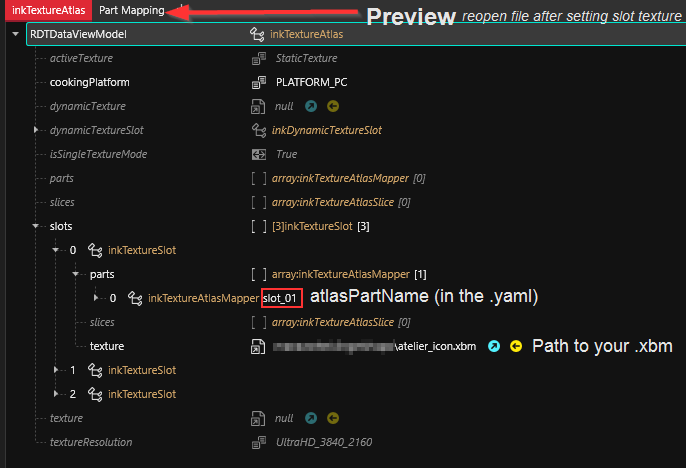 inkTextureAtlas Part Mapping Preview reopen file after setting slot texture
RDTDataViewModel inkTextureAtlas
activeTexture StaticTexture
cookingPlatform PLATFORM_PC
dynamicTexture null
dynamicTextureSlot inkDynamicTextureSlot
isSingleTextureMode True
parts [ ] array:inkTextureAtlasMapper [0]
slices [ ] array:inkTextureAtlasSlice [0]
slots [ ] [3]inkTextureSlot [3]
0 inkTextureSlot
parts [ ] array:inkTextureAtlasMapper [1]
0 inkTextureAtlasMapper slot_01 atlasPartName (in the .yaml)
slices [ ] array:inkTextureAtlasSlice [0]
texture \atelier_icon.xbm Path to your .xbm
1 inkTextureSlot
2 inkTextureSlot
texture null
textureResolution UltraHD_3840_2160